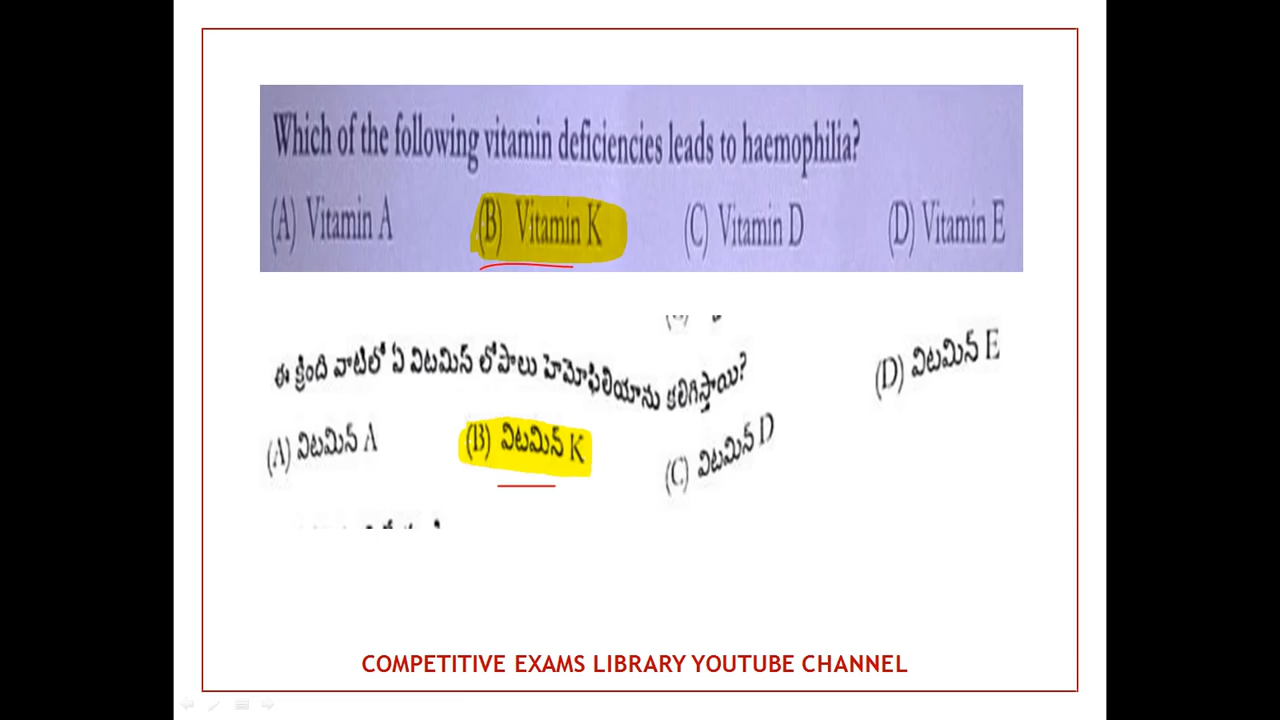 Which of the following vitamin deficiencies leads to haemophilia?
(A) Vitamin A (B) Vitamin K (C) Vitamin D (D) Vitamin E
ఈ క్రింది వాటిలో ఏ విటమిన్ లోపాలు హెమోఫిలియాను కలిగిస్తాయి?
(A) విటమిన్ A (B) విటమిన్ K (C) విటమిన్ D (D) విటమిన్ E
COMPETITIVE EXAMS LIBRARY YOUTUBE CHANNEL